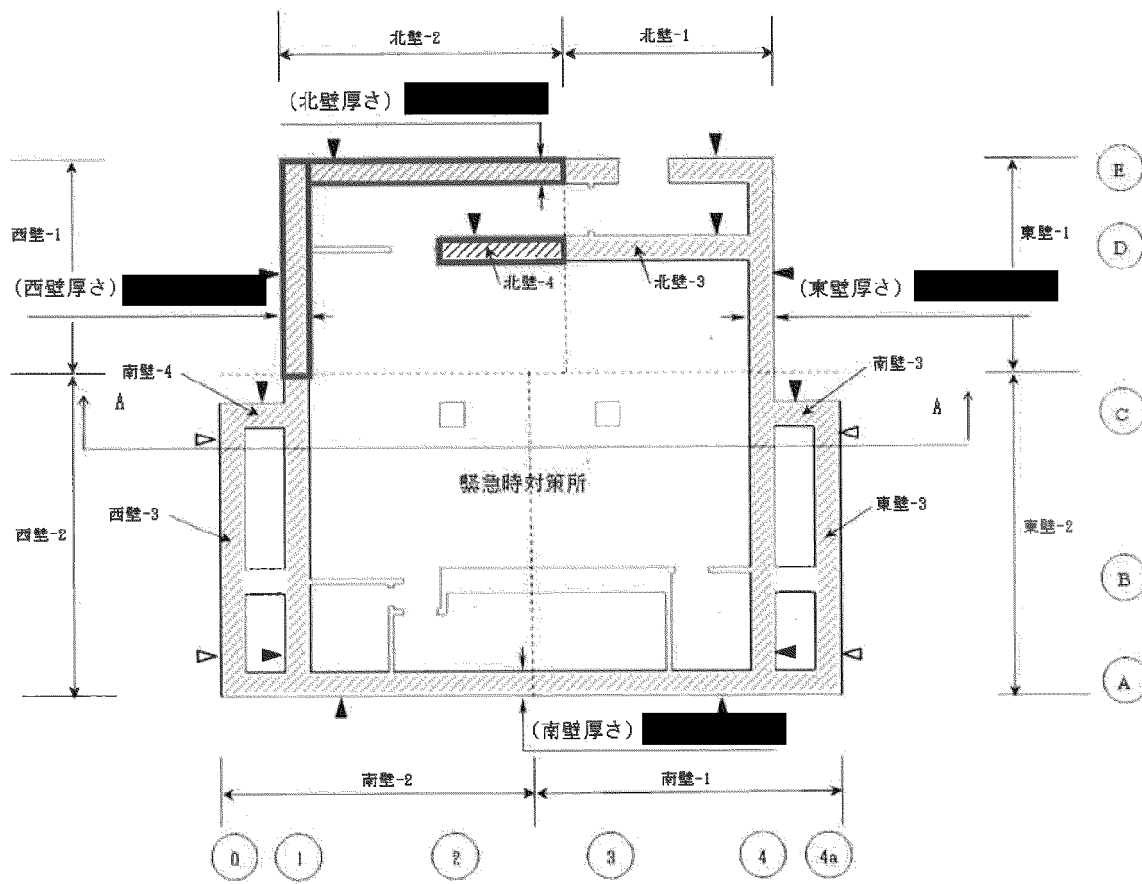 北壁-2
北壁-1
(北壁厚さ)
E
西壁-1
東壁-1
D
北壁-4
北壁-3
(西壁厚さ)
(東壁厚さ)
南壁-4
南壁-3
A
A
C
緊急時対策所
西壁-3
東壁-3
西壁-2
東壁-2
B
A
(南壁厚さ)
南壁-2
南壁-1
0
1
2
3
4
4a